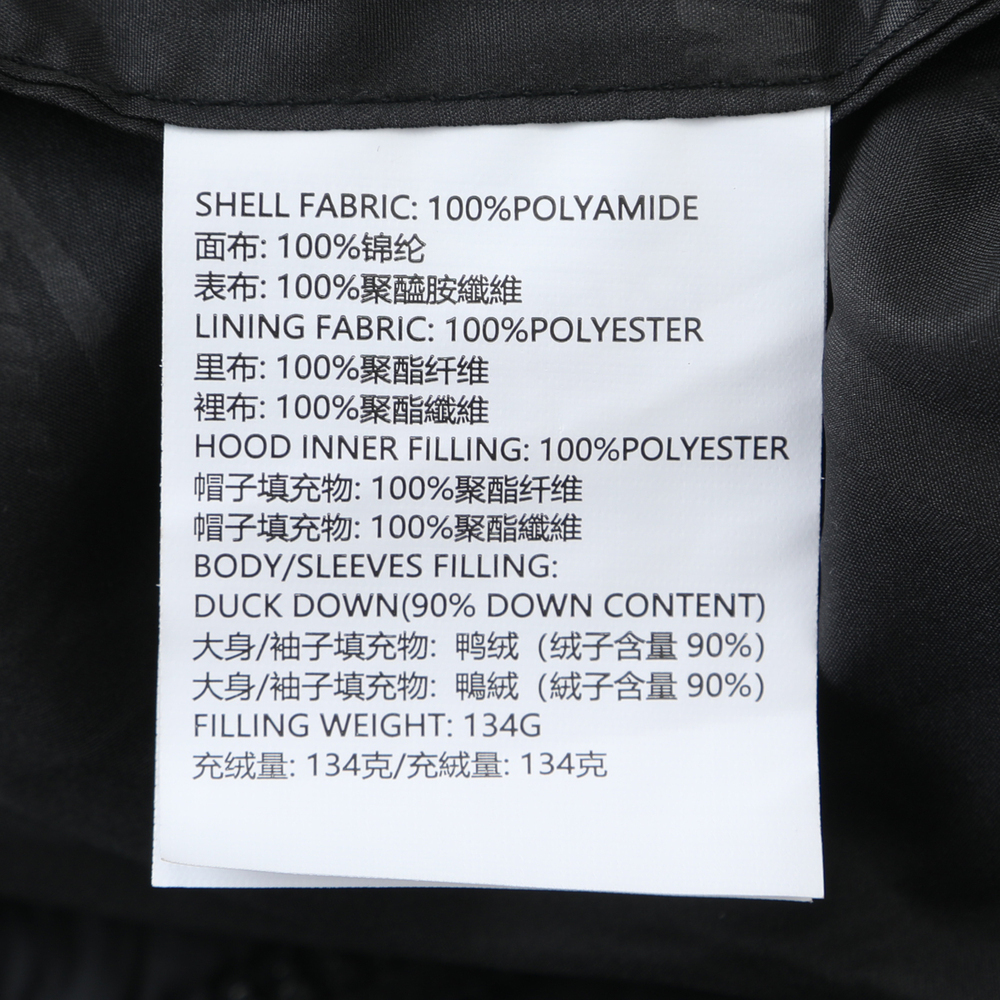 SHELL FABRIC: 100%POLYAMIDE
面布: 100%锦纶
表布: 100%聚醯胺纖維
LINING FABRIC: 100%POLYESTER
里布: 100%聚酯纤维
裡布: 100%聚酯纖維
HOOD INNER FILLING: 100%POLYESTER
帽子填充物: 100%聚酯纤维
帽子填充物: 100%聚酯纖維
BODY/SLEEVES FILLING:
DUCK DOWN(90% DOWN CONTENT)
大身/袖子填充物: 鸭绒（绒子含量 90%）
大身/袖子填充物: 鴨絨（絨子含量 90%）
FILLING WEIGHT: 134G
充绒量: 134克/充絨量: 134克